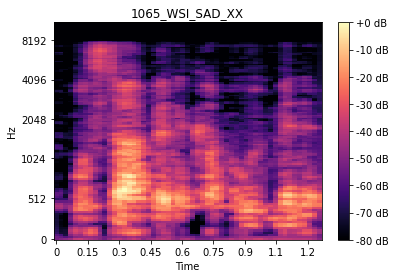 1065_WSI_SAD_XX
+0 dB
8192
-10 dB
4096
-20 dB
-30 dB
2048
Hz
-40 dB
1024
-50 dB
512
-60 dB
-70 dB
0
-80 dB
0 0.15 0.3 0.45 0.6 0.75 0.9 1.1 1.2
Time